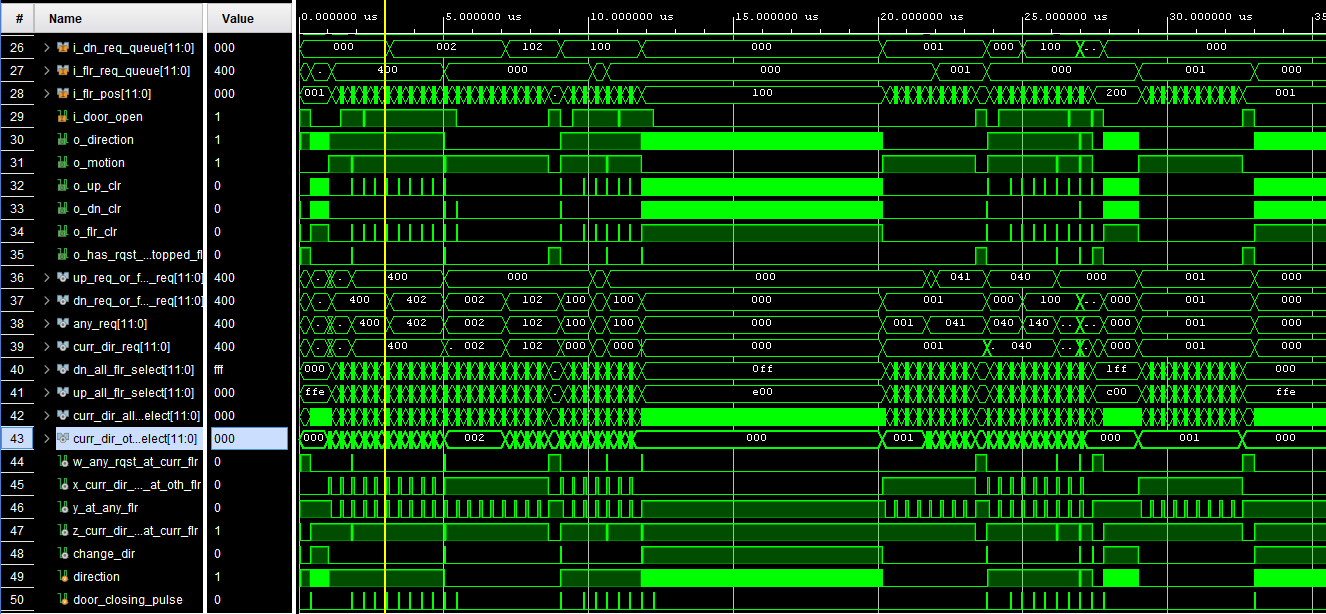 # Name Value 0.000000 us 5.000000 us 10.000000 us 15.000000 us 20.000000 us 25.000000 us 30.000000 us 35
26 i_dn_req_queue[11:0] 000 000 002 102 100 000 001 000 100 .. 000
27 i_flr_req_queue[11:0] 400 . 400 000 000 001 000 001 000
28 i_flr_pos[11:0] 000 001 . 100 200 001
29 i_door_open 1
30 o_direction 1
31 o_motion 1
32 o_up_clr 0
33 o_dn_clr 0
34 o_flr_clr 0
35 o_has_rqst_...topped_fl 0
36 up_req_or_f..._req[11:0] 400 . . 400 000 000 041 040 000 001 000
37 dn_req_or_f..._req[11:0] 400 . 400 402 002 102 100 100 000 001 000 100 .. 000 001 000
38 any_req[11:0] 400 . . 400 402 002 102 100 100 000 001 041 040 140 .. . 000 001 000
39 curr_dir_req[11:0] 400 . . 400 . 002 102 000 000 000 001 . 040 . . 000 001 000
40 dn_all_flr_select[11:0] fff 000 . 0ff 1ff 000
41 up_all_flr_select[11:0] 000 ffe . e00 c00 ffe
42 curr_dir_all...elect[11:0] 000
43 curr_dir_ot...elect[11:0] 000 000 002 000 001 000 001 000
44 w_any_rqst_at_curr_flr 0
45 x_curr_dir_..._at_oth_flr 0
46 y_at_any_flr 0
47 z_curr_dir_...at_curr_flr 1
48 change_dir 0
49 direction 1
50 door_closing_pulse 0